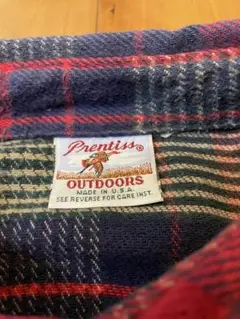 Prentiss®
OUTDOORS
MADE IN U.S.A.
SEE REVERSE FOR CARE INST.